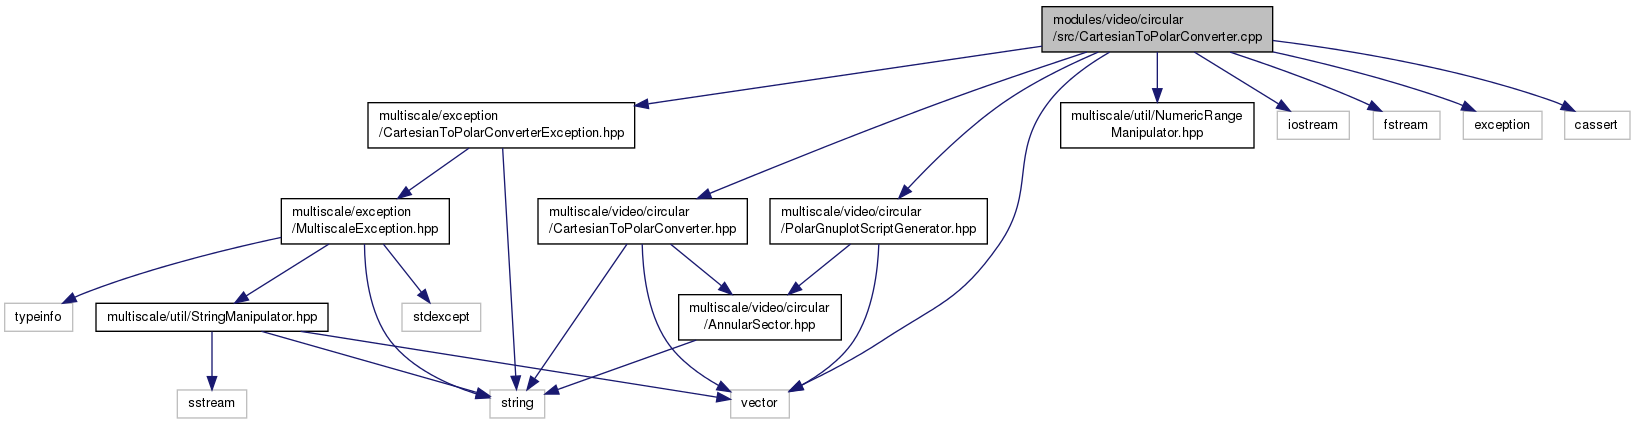 modules/video/circular
/src/CartesianToPolarConverter.cpp
multiscale/exception
/CartesianToPolarConverterException.hpp
multiscale/util/NumericRange
Manipulator.hpp
iostream
fstream
exception
cassert
multiscale/exception
/MultiscaleException.hpp
multiscale/video/circular
/CartesianToPolarConverter.hpp
multiscale/video/circular
/PolarGnuplotScriptGenerator.hpp
typeinfo
multiscale/util/StringManipulator.hpp
stdexcept
multiscale/video/circular
/AnnularSector.hpp
sstream
string
vector